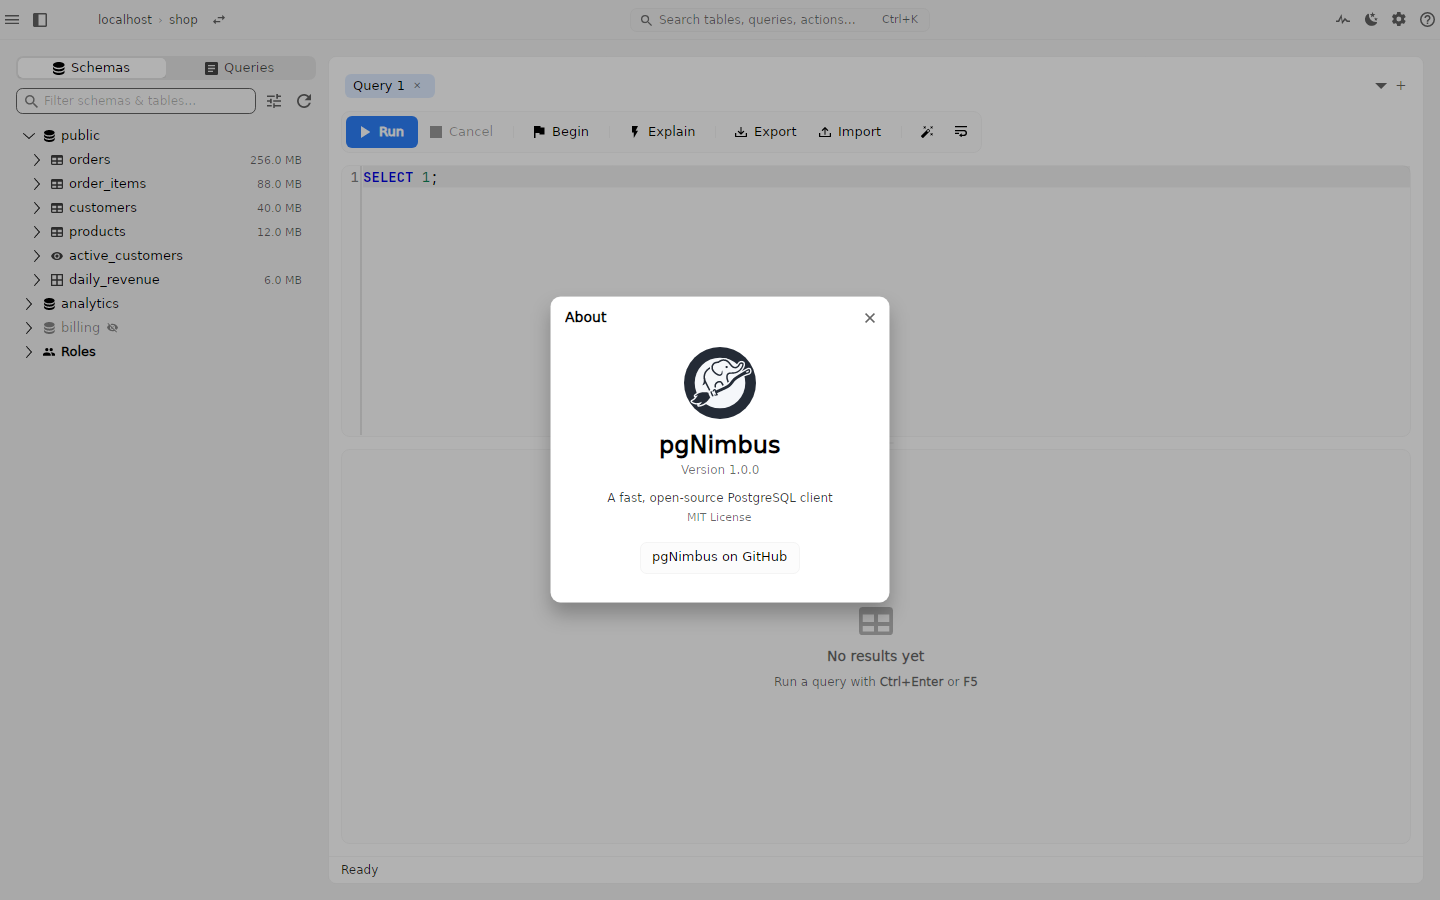 localhost › shop
Search tables, queries, actions... Ctrl+K
Schemas
Queries
Filter schemas & tables...
public
orders 256.0 MB
order_items 88.0 MB
customers 40.0 MB
products 12.0 MB
active_customers
daily_revenue 6.0 MB
analytics
billing
Roles
Query 1 ×
Run
Cancel
Begin
Explain
Export
Import
1 SELECT 1;
About
pgNimbus
Version 1.0.0
A fast, open-source PostgreSQL client
MIT License
pgNimbus on GitHub
No results yet
Run a query with Ctrl+Enter or F5
Ready